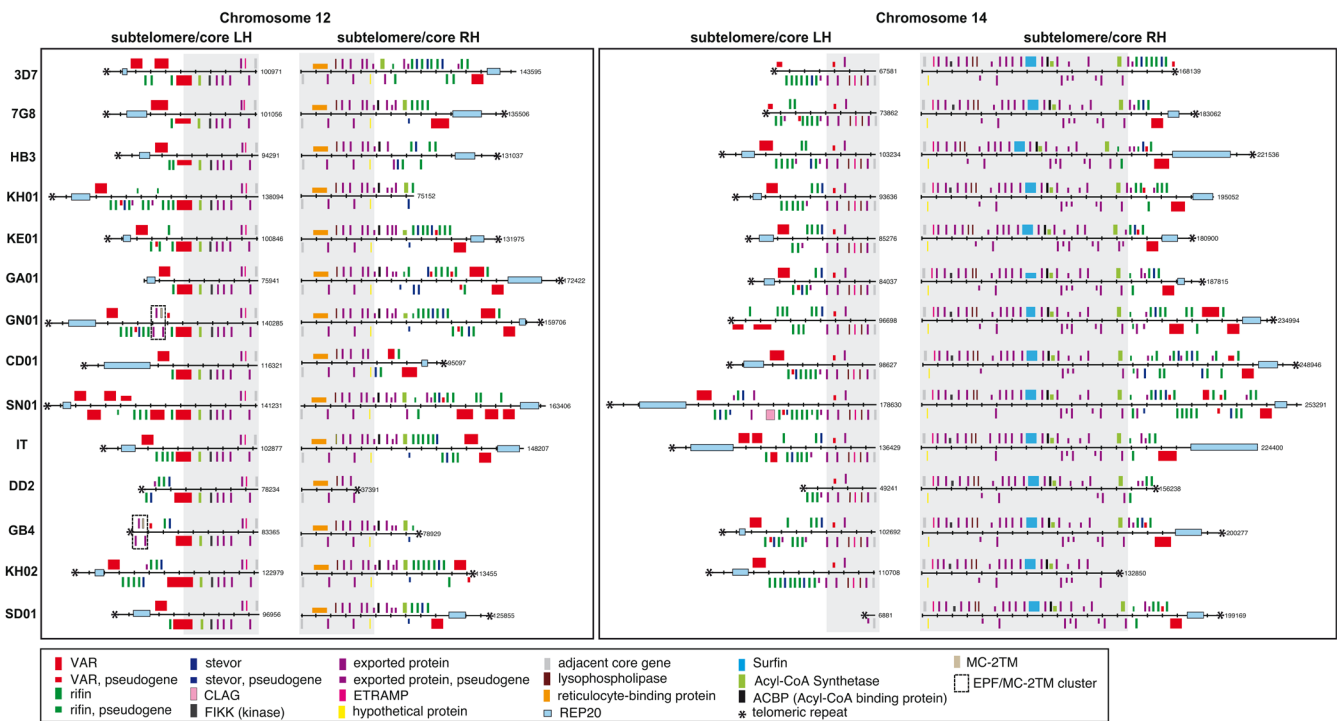 Chromosome 12 Chromosome 14
subtelomere/core LH subtelomere/core RH subtelomere/core LH subtelomere/core RH
3D7 100971 143595 67581 168139
7G8 101056 135506 73862 183062
HB3 94291 131037 103234 221536
KH01 138094 75152 93636 195052
KE01 100846 131975 85276 180900
GA01 75941 172422 84037 187815
GN01 140285 159706 96698 234994
CD01 116321 95097 98627 248946
SN01 141231 163406 178630 253291
IT 102877 148207 136429 224400
DD2 78234 37391 49241 156238
GB4 83365 78929 102692 200277
KH02 122979 113455 110708 132850
SD01 96956 125855 6881 199169
VAR stevor exported protein adjacent core gene Surfin MC-2TM
VAR, pseudogene stevor, pseudogene exported protein, pseudogene lysophospholipase Acyl-CoA Synthetase EPF/MC-2TM cluster
rifin CLAG ETRAMP reticulocyte-binding protein ACBP (Acyl-CoA binding protein)
rifin, pseudogene FIKK (kinase) hypothetical protein REP20 * telomeric repeat